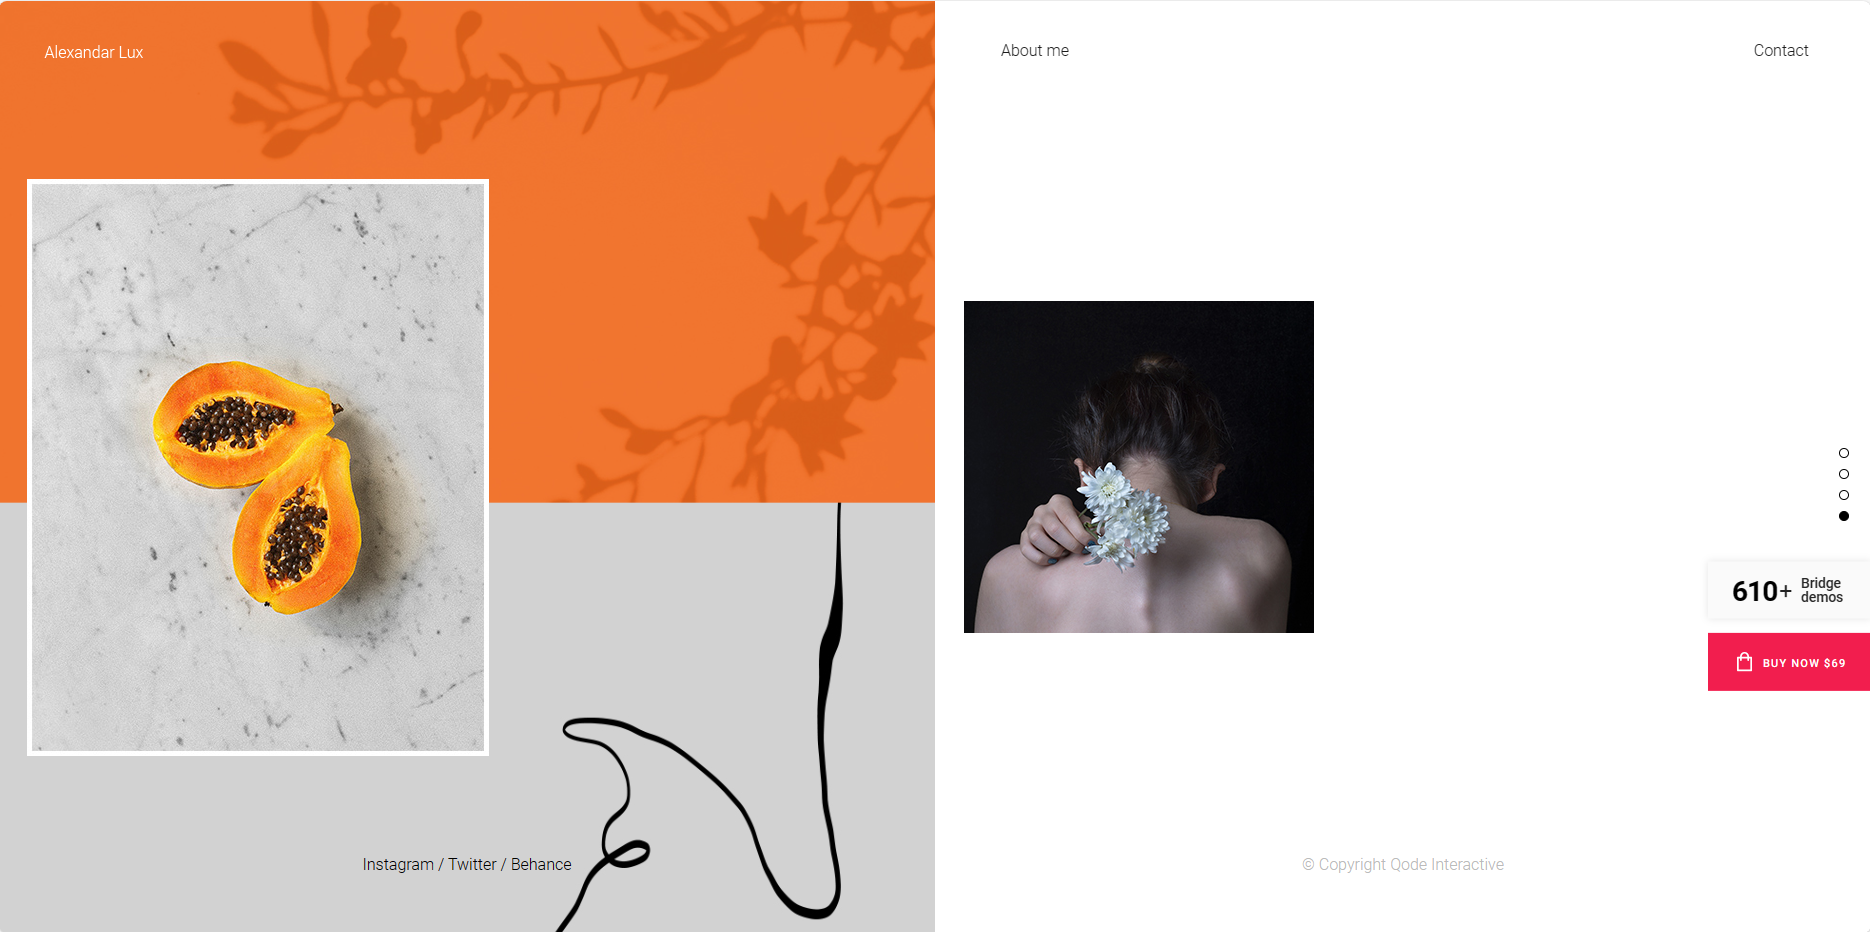 Alexandar Lux
About me
Contact
610+
Bridge
demos
BUY NOW $69
Instagram / Twitter / Behance
© Copyright Qode Interactive